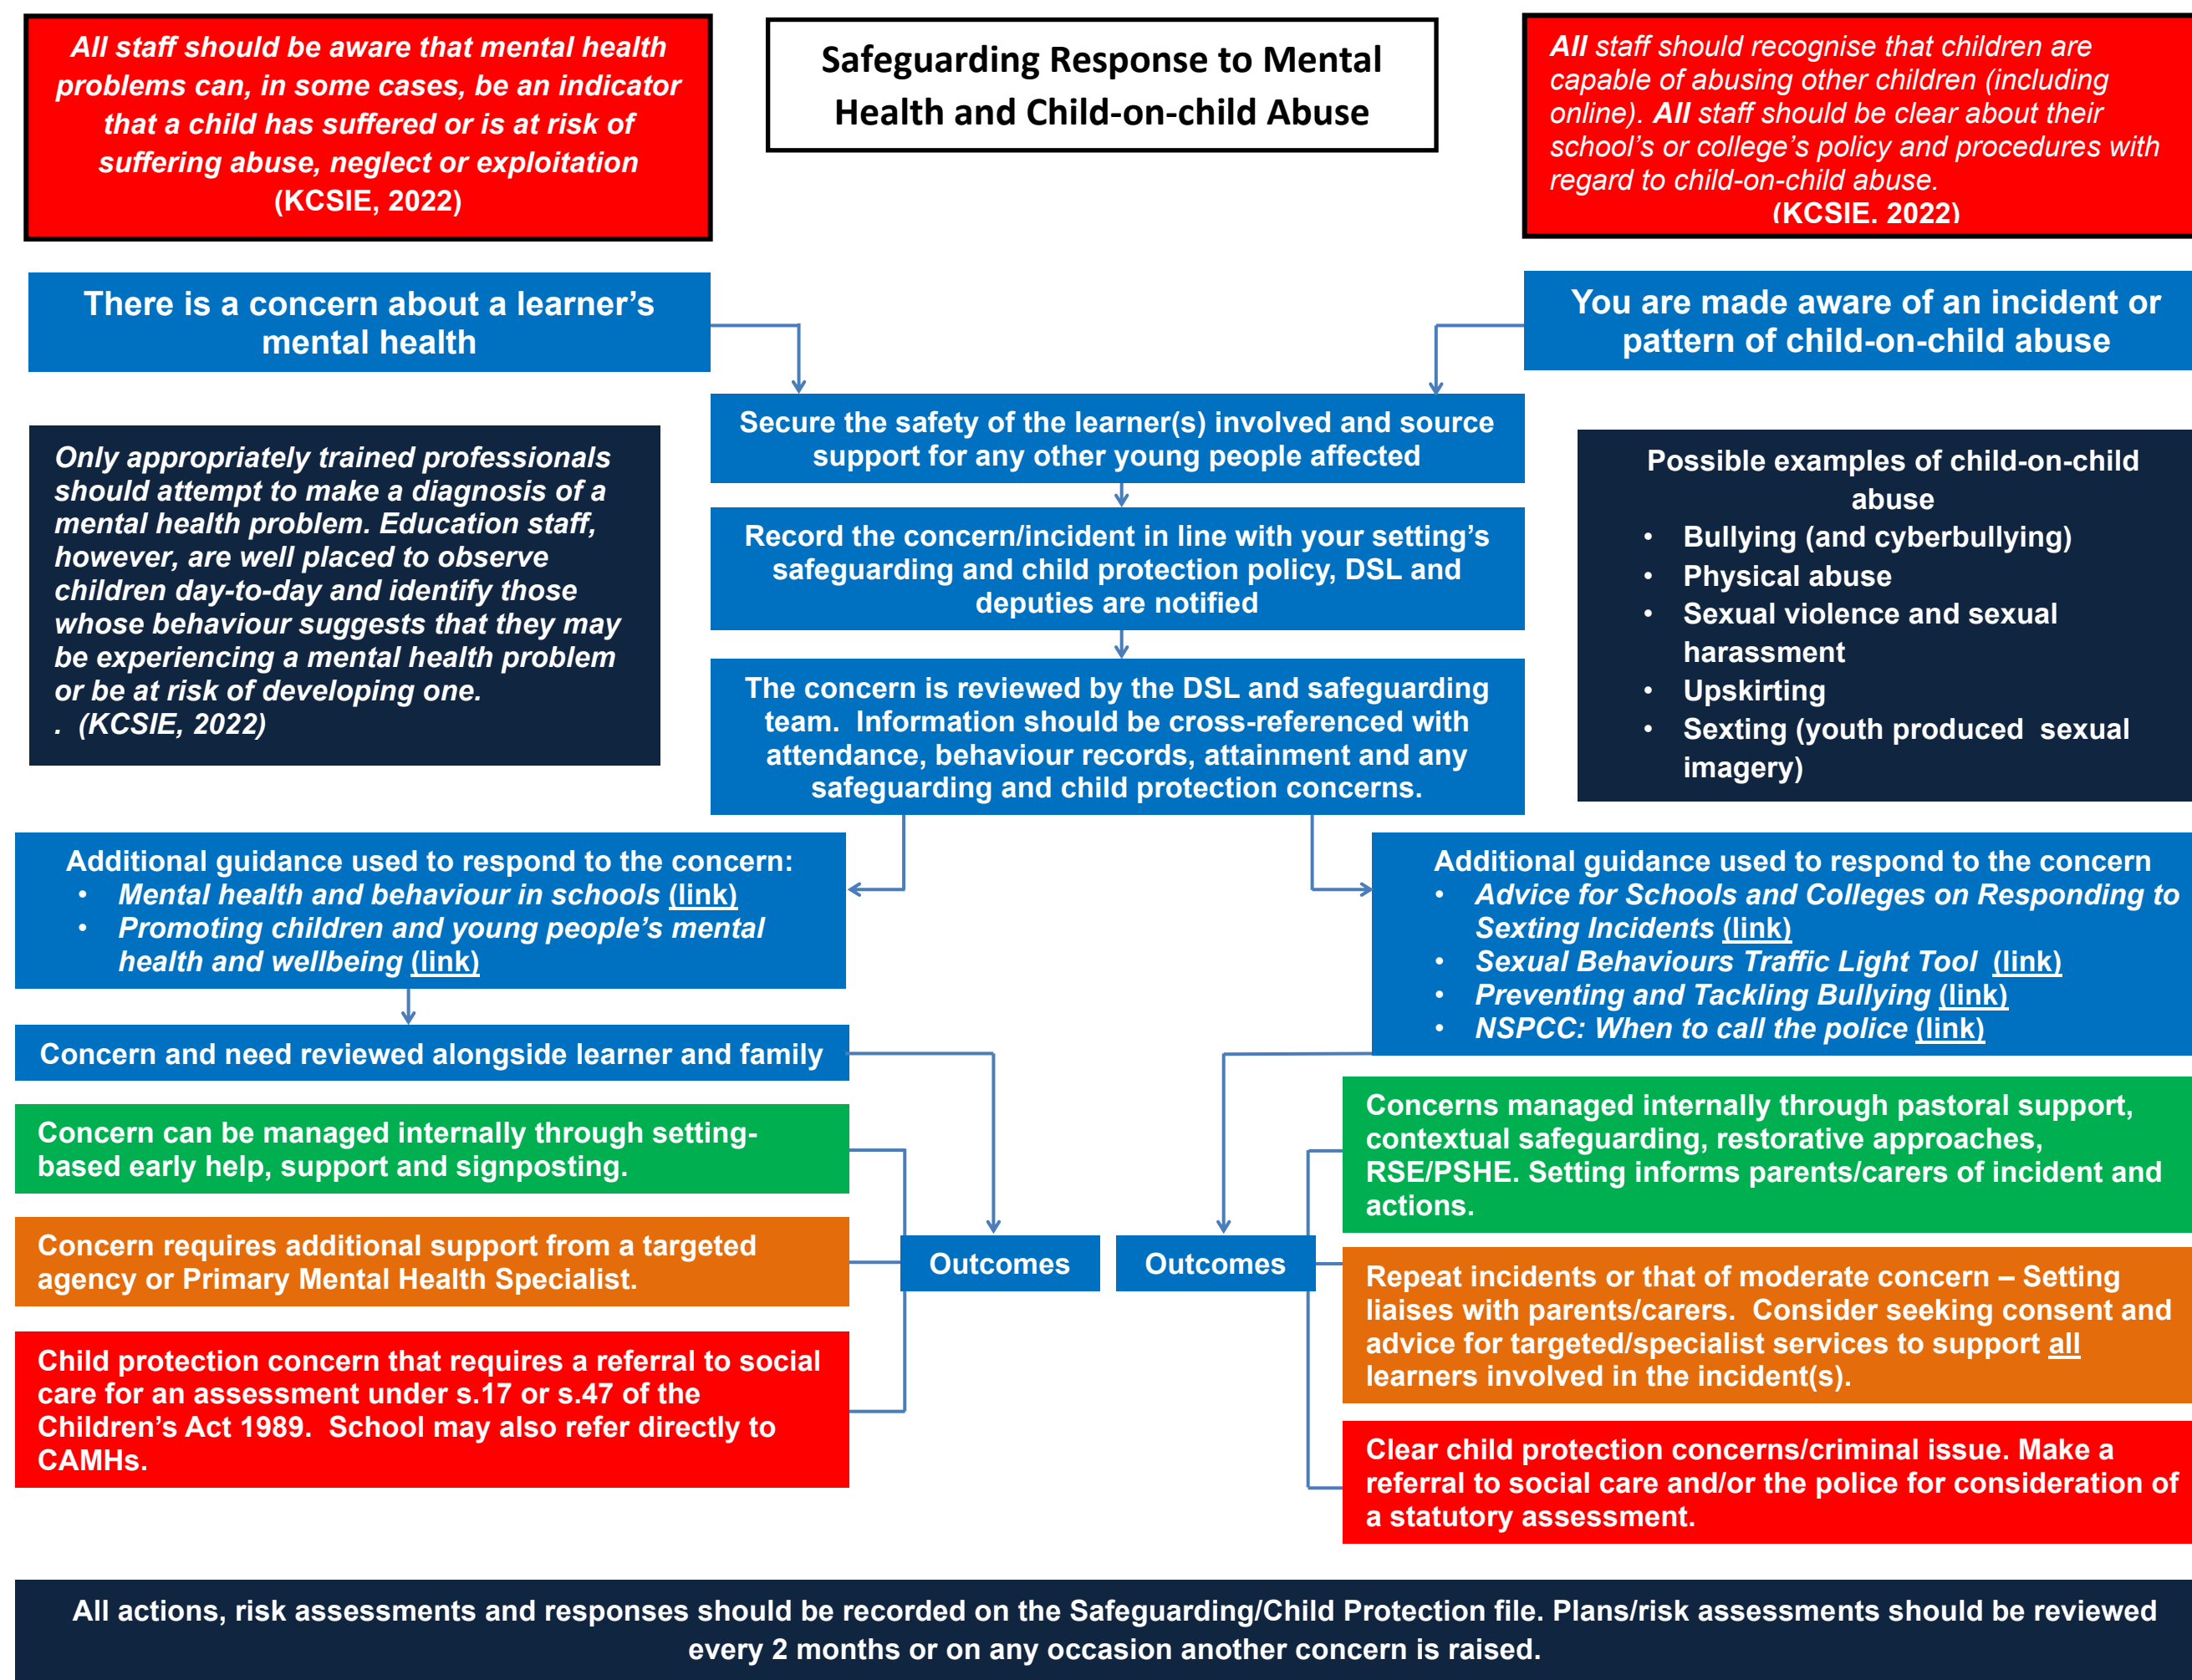 All staff should be aware that mental health
problems can, in some cases, be an indicator
that a child has suffered or is at risk of
suffering abuse, neglect or exploitation
(KCSIE, 2022)
Safeguarding Response to Mental
Health and Child-on-child Abuse
All staff should recognise that children are
capable of abusing other children (including
online). All staff should be clear about their
school’s or college’s policy and procedures with
regard to child-on-child abuse.
(KCSIE. 2022)
There is a concern about a learner’s
mental health
You are made aware of an incident or
pattern of child-on-child abuse
Secure the safety of the learner(s) involved and source
support for any other young people affected
Only appropriately trained professionals
should attempt to make a diagnosis of a
mental health problem. Education staff,
however, are well placed to observe
children day-to-day and identify those
whose behaviour suggests that they may
be experiencing a mental health problem
or be at risk of developing one.
. (KCSIE, 2022)
Record the concern/incident in line with your setting’s
safeguarding and child protection policy, DSL and
deputies are notified
Possible examples of child-on-child
abuse
• Bullying (and cyberbullying)
• Physical abuse
• Sexual violence and sexual
harassment
• Upskirting
• Sexting (youth produced sexual
imagery)
The concern is reviewed by the DSL and safeguarding
team. Information should be cross-referenced with
attendance, behaviour records, attainment and any
safeguarding and child protection concerns.
Additional guidance used to respond to the concern:
• Mental health and behaviour in schools (link)
• Promoting children and young people’s mental
health and wellbeing (link)
Additional guidance used to respond to the concern
• Advice for Schools and Colleges on Responding to
Sexting Incidents (link)
• Sexual Behaviours Traffic Light Tool (link)
• Preventing and Tackling Bullying (link)
• NSPCC: When to call the police (link)
Concern and need reviewed alongside learner and family
Concern can be managed internally through setting-
based early help, support and signposting.
Concern requires additional support from a targeted
agency or Primary Mental Health Specialist.
Child protection concern that requires a referral to social
care for an assessment under s.17 or s.47 of the
Children’s Act 1989. School may also refer directly to
CAMHs.
Outcomes
Outcomes
Concerns managed internally through pastoral support,
contextual safeguarding, restorative approaches,
RSE/PSHE. Setting informs parents/carers of incident and
actions.
Repeat incidents or that of moderate concern – Setting
liaises with parents/carers. Consider seeking consent and
advice for targeted/specialist services to support all
learners involved in the incident(s).
Clear child protection concerns/criminal issue. Make a
referral to social care and/or the police for consideration of
a statutory assessment.
All actions, risk assessments and responses should be recorded on the Safeguarding/Child Protection file. Plans/risk assessments should be reviewed
every 2 months or on any occasion another concern is raised.